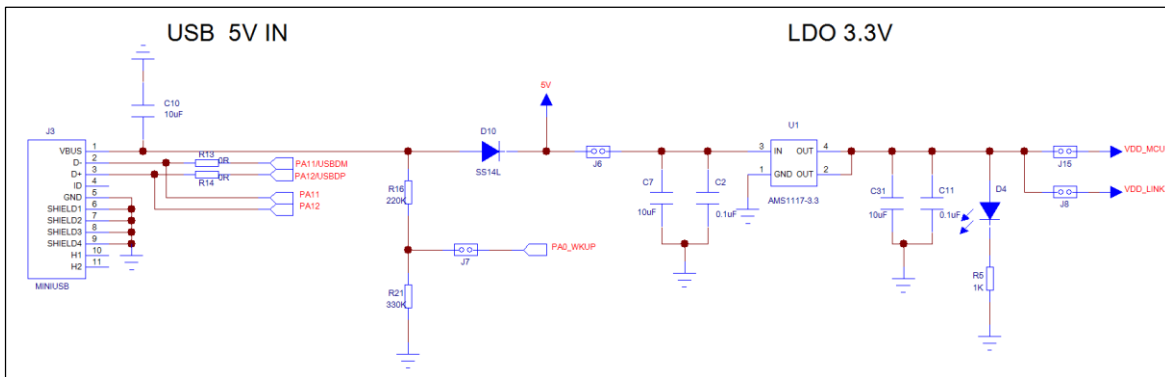 USB 5V IN
LDO 3.3V
C10
10uF
J3
VBUS 1
D- 2
D+ 3
ID 4
GND 5
SHIELD1 6
SHIELD2 7
SHIELD3 8
SHIELD4 9
H1 10
H2 11
MINIUSB
R13 0R
R14 0R
PA11/USBDM
PA12/USBDP
PA11
PA12
R16
220K
R21
330K
J7
PA0_WKUP
D10
SS14L
5V
J6
C7
10uF
C2
0.1uF
U1
3 IN OUT 4
1 GND OUT 2
AMS1117-3.3
C31
10uF
C11
0.1uF
D4
R5
1K
J15
VDD_MCU
J8
VDD_LINK